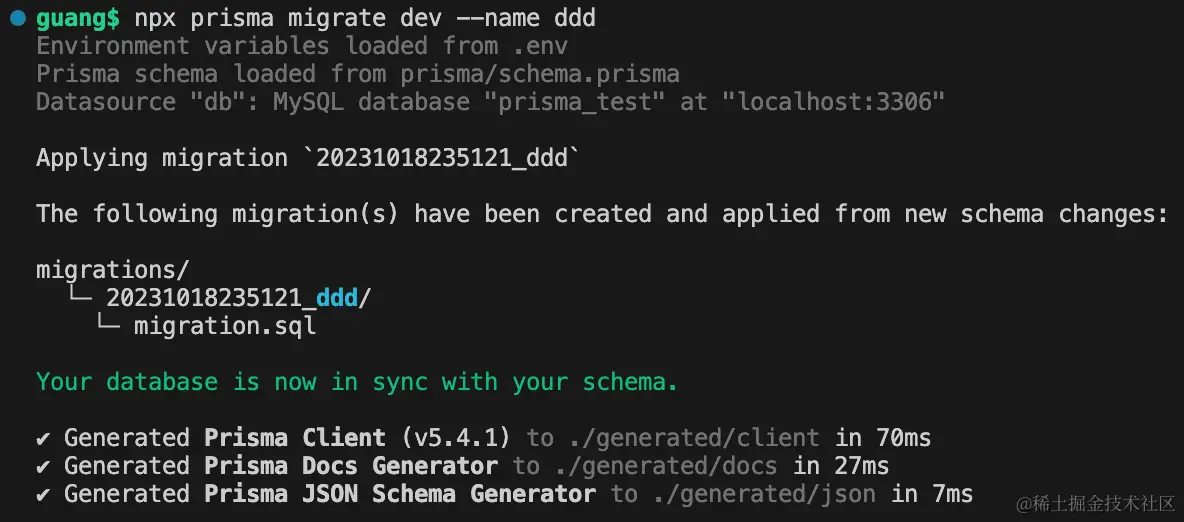 guang$ npx prisma migrate dev --name ddd
Environment variables loaded from .env
Prisma schema loaded from prisma/schema.prisma
Datasource "db": MySQL database "prisma_test" at "localhost:3306"
Applying migration `20231018235121_ddd`
The following migration(s) have been created and applied from new schema changes:
migrations/
└─ 20231018235121_ddd/
└─ migration.sql
Your database is now in sync with your schema.
✔ Generated Prisma Client (v5.4.1) to ./generated/client in 70ms
✔ Generated Prisma Docs Generator to ./generated/docs in 27ms
✔ Generated Prisma JSON Schema Generator to ./generated/json in 7ms
@稀土掘金技术社区